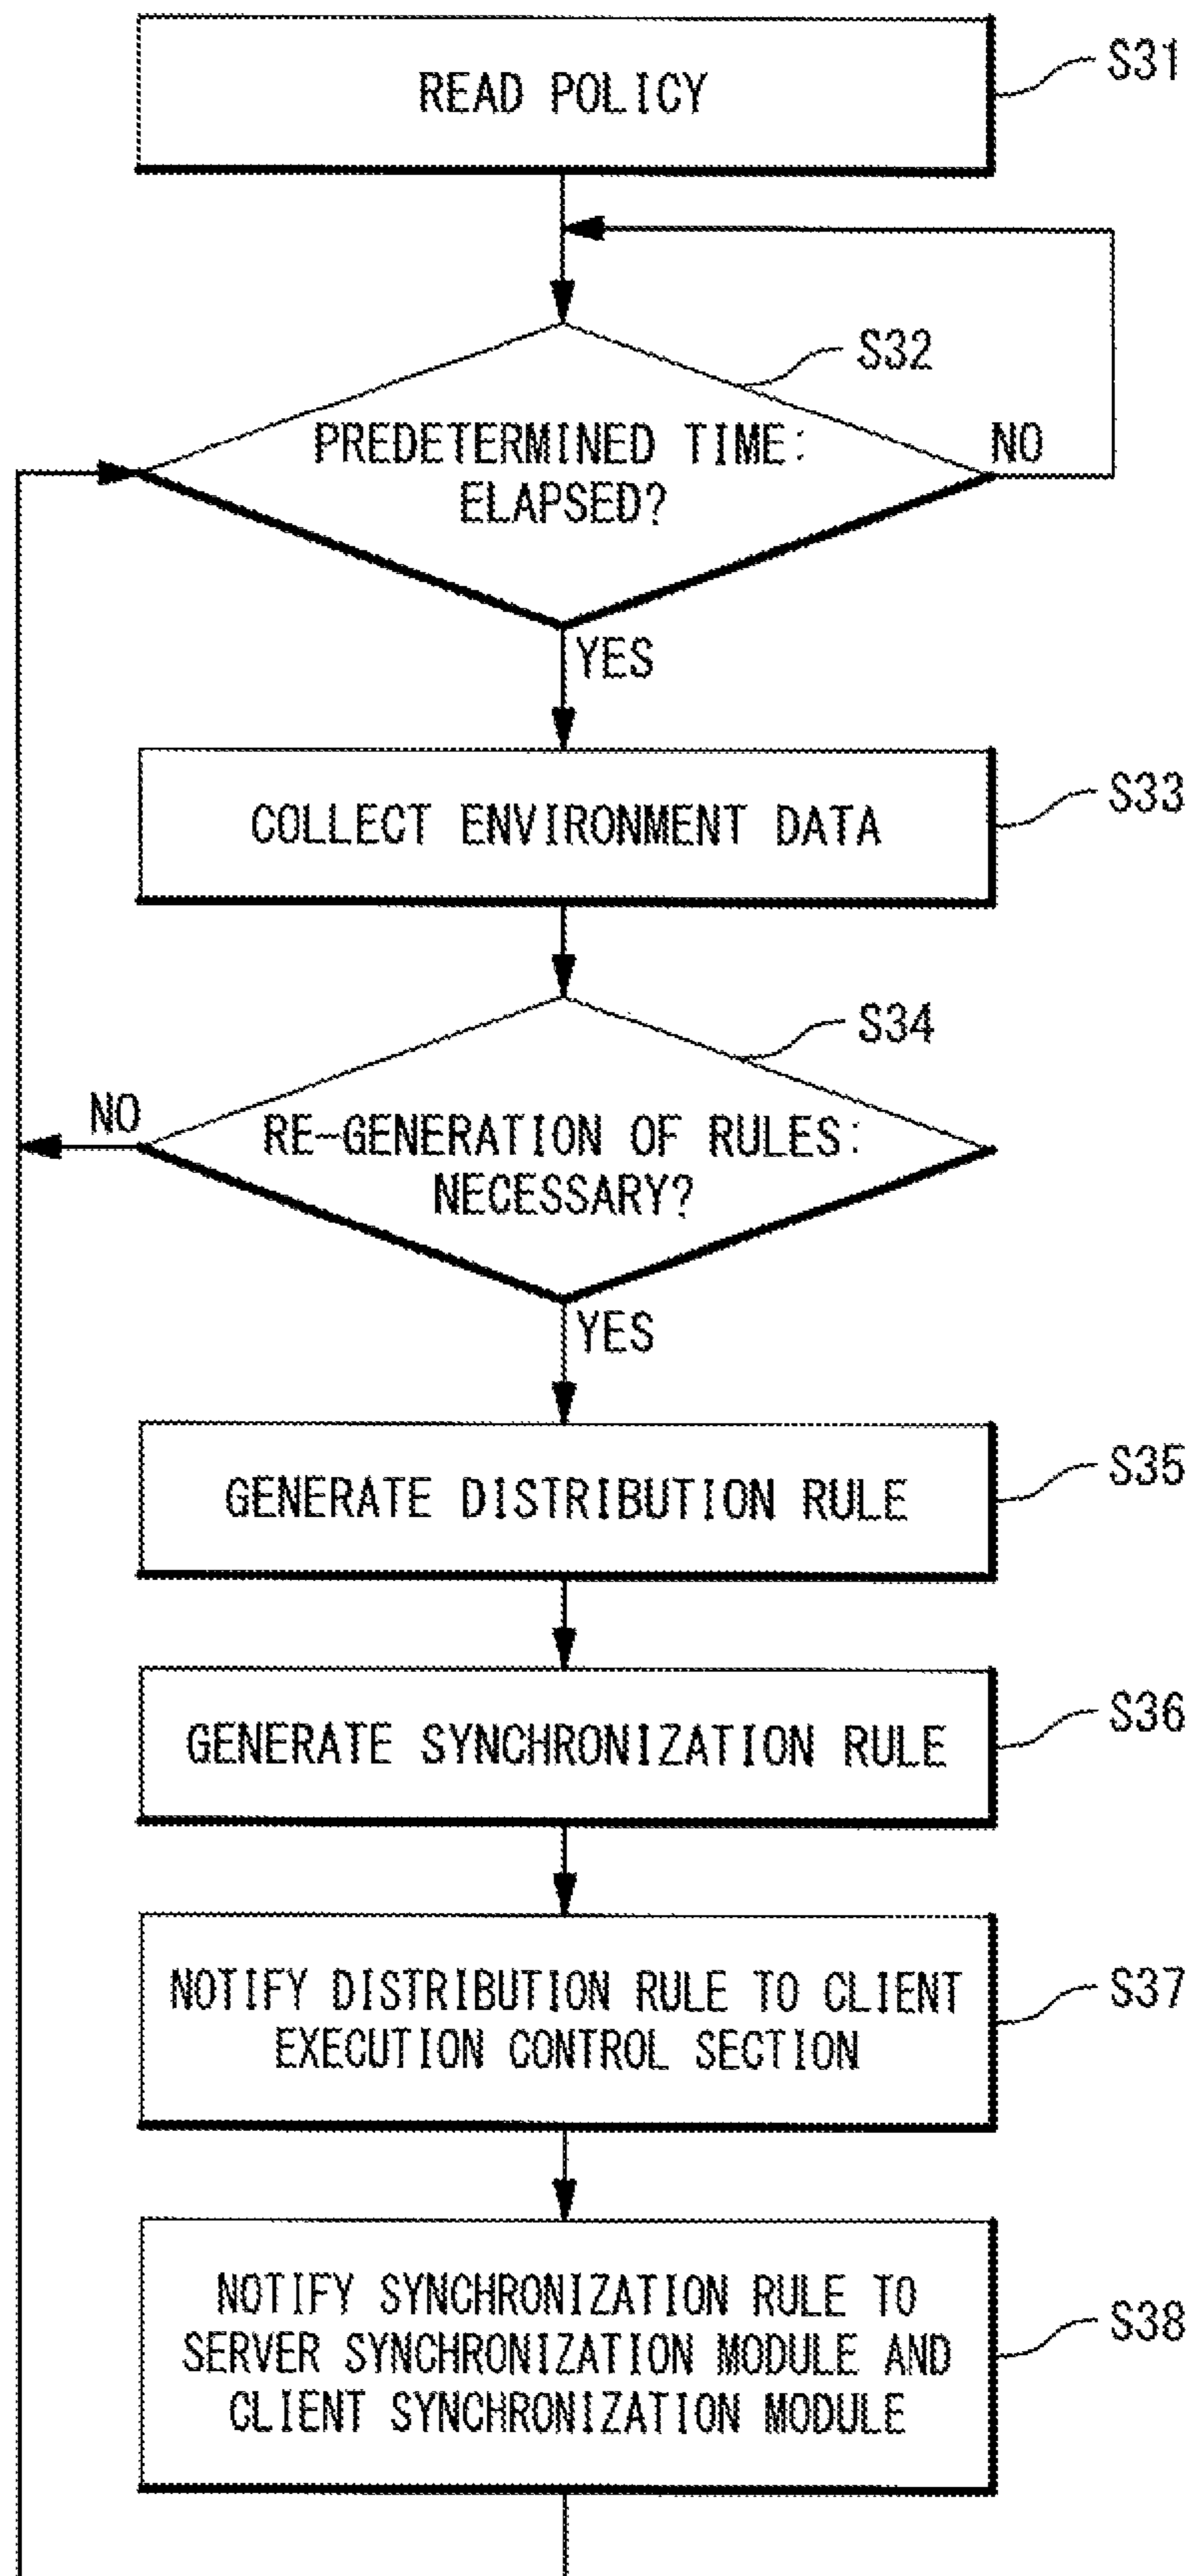 READ POLICY
S31
S32
PREDETERMINED TIME:
ELAPSED?
NO
YES
COLLECT ENVIRONMENT DATA
S33
S34
NO
RE-GENERATION OF RULES:
NECESSARY?
YES
GENERATE DISTRIBUTION RULE
S35
GENERATE SYNCHRONIZATION RULE
S36
NOTIFY DISTRIBUTION RULE TO CLIENT
EXECUTION CONTROL SECTION
S37
NOTIFY SYNCHRONIZATION RULE TO
SERVER SYNCHRONIZATION MODULE AND
CLIENT SYNCHRONIZATION MODULE
S38